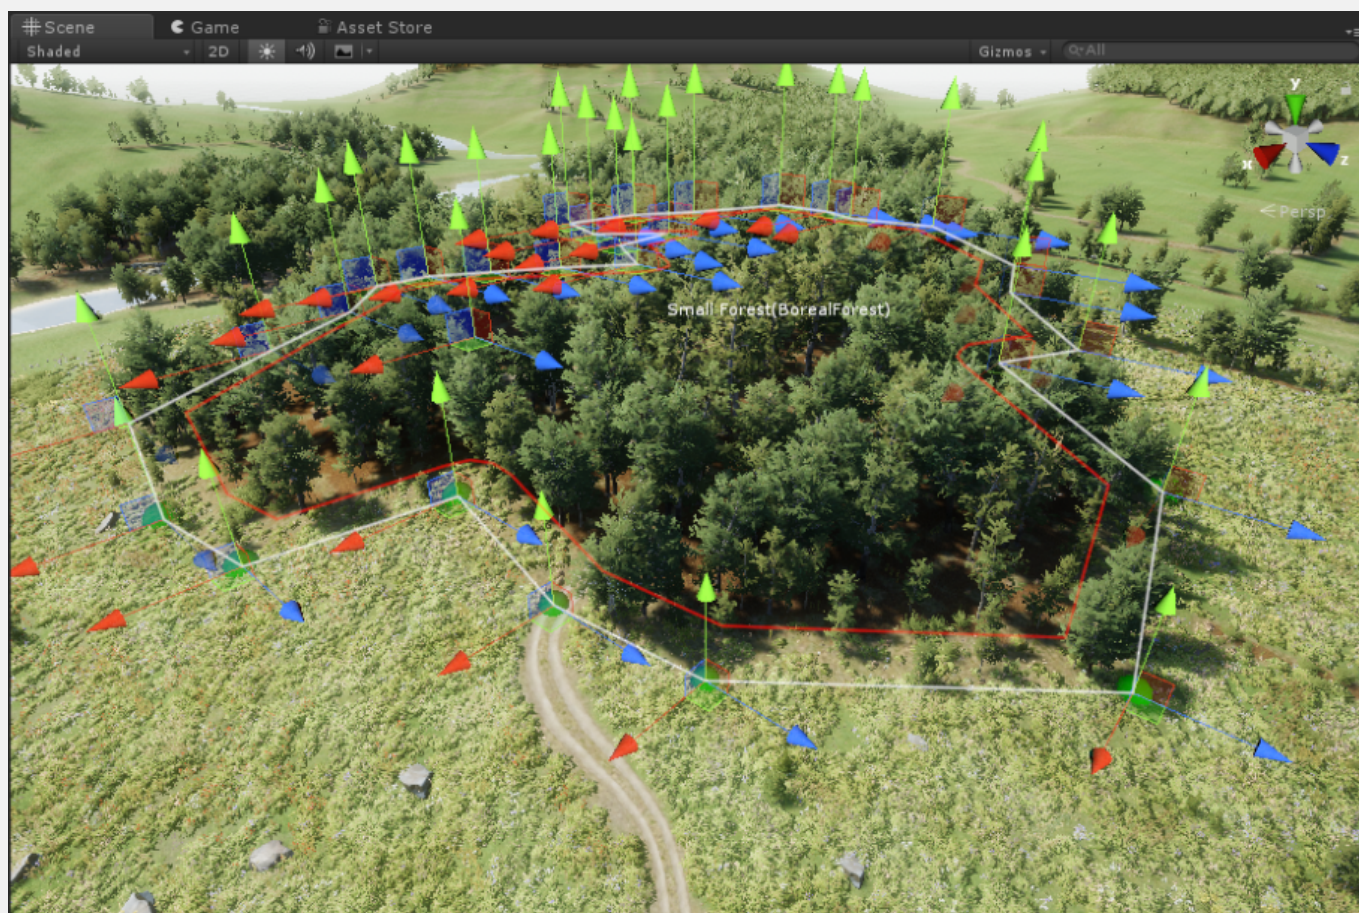 Scene Game Asset Store
Shaded 2D Gizmos All
y
x z
Persp
Small Forest(BorealForest)